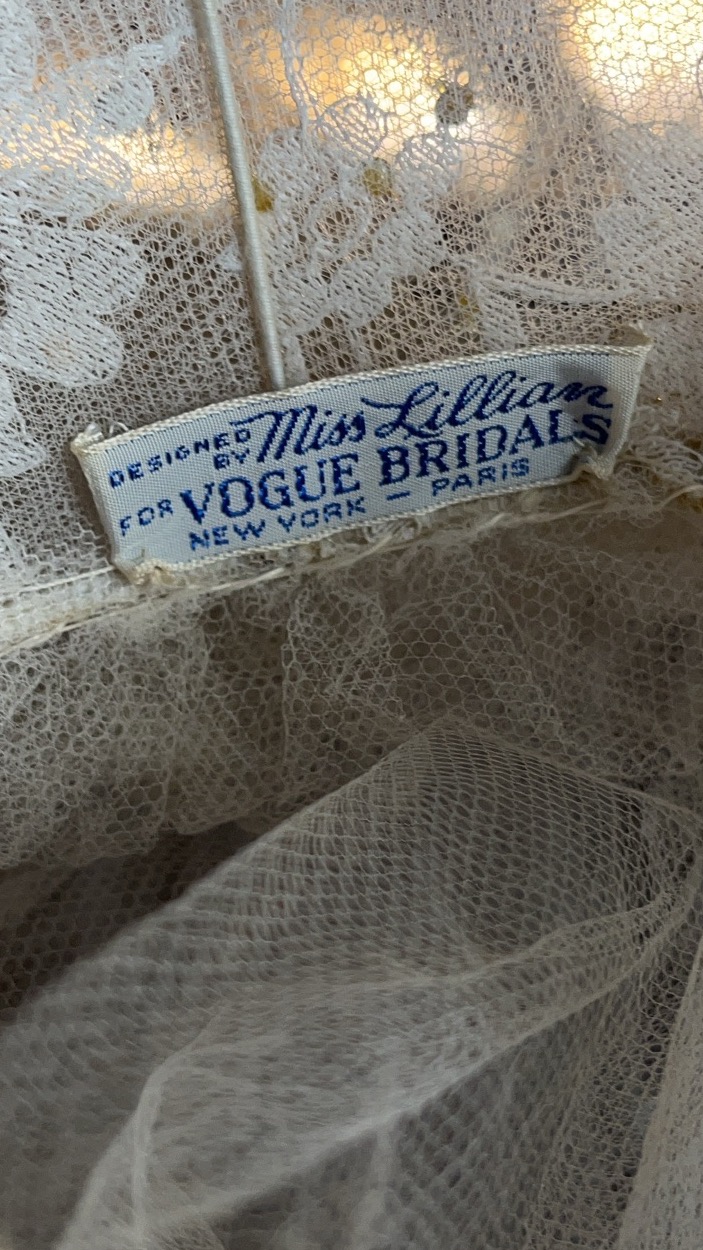 DESIGNED BY Miss Lillian
FOR VOGUE BRIDALS
NEW YORK — PARIS